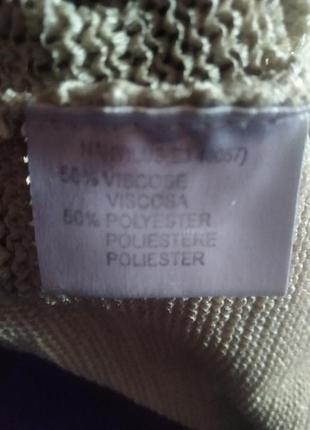 50% VISCOSE
VISCOSA
50% POLYESTER
POLIESTERE
POLIESTER